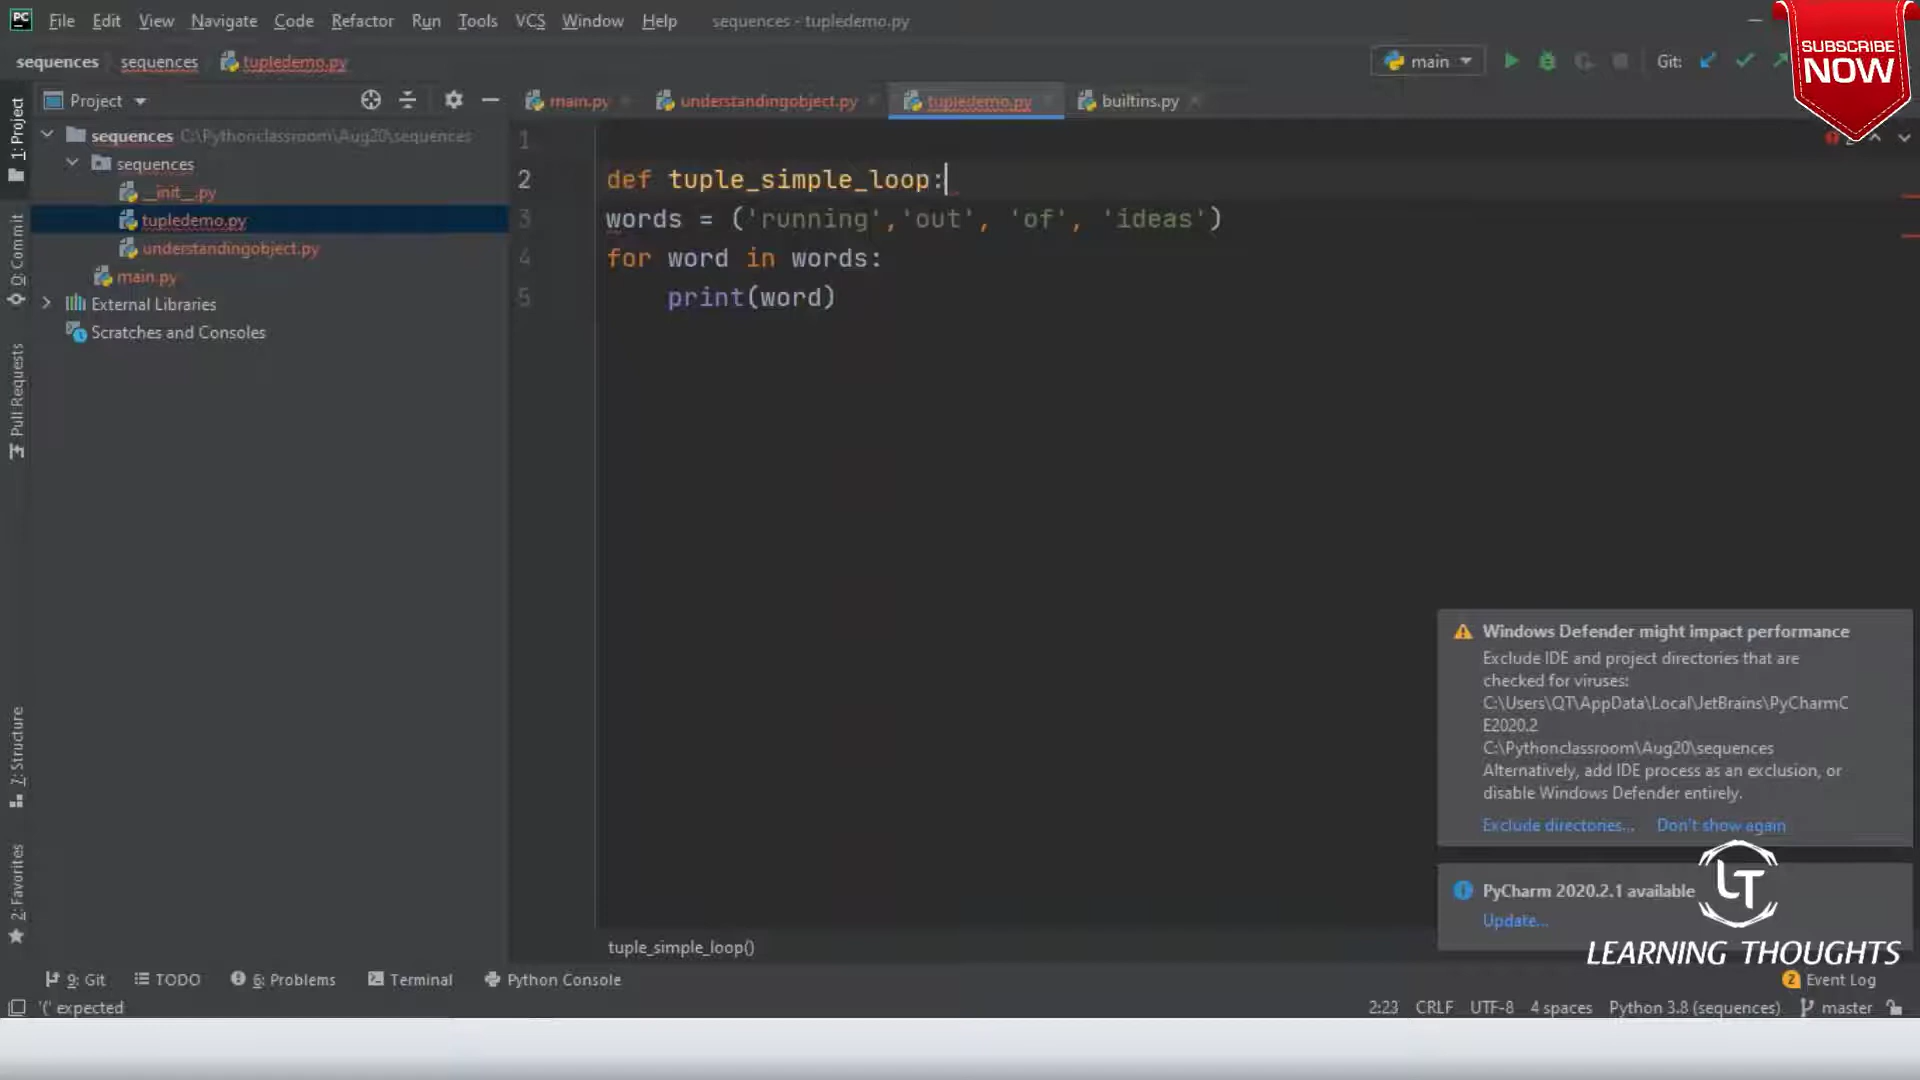 PC File Edit View Navigate Code Refactor Run Tools VCS Window Help sequences - tupledemo.py
SUBSCRIBE
NOW
sequences sequences tupledemo.py main Git:
Project main.py understandingobject.py tupledemo.py builtins.py
1: Project
0: Commit
Pull Requests
7: Structure
2: Favorites
sequences C:\Pythonclassroom\Aug20\sequences
sequences
__init__.py
tupledemo.py
understandingobject.py
main.py
External Libraries
Scratches and Consoles
1
2 def tuple_simple_loop:
3 words = ('running','out', 'of', 'ideas')
4 for word in words:
5 print(word)
Windows Defender might impact performance
Exclude IDE and project directories that are
checked for viruses:
C:\Users\QT\AppData\Local\JetBrains\PyCharmC
E2020.2
C:\Pythonclassroom\Aug20\sequences
Alternatively, add IDE process as an exclusion, or
disable Windows Defender entirely.
Exclude directories... Don't show again
PyCharm 2020.2.1 available
Update...
LT
LEARNING THOUGHTS
tuple_simple_loop()
9: Git TODO 6: Problems Terminal Python Console 2 Event Log
'(' expected 2:23 CRLF UTF-8 4 spaces Python 3.8 (sequences) master